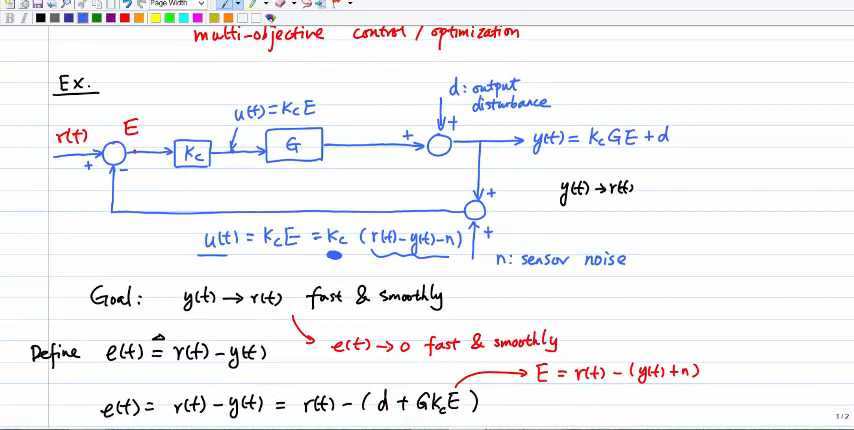 Page Width
B I
multi-objective control / optimization
Ex.
d: output
disturbance
u(t) = KcE
r(t)
E
+
-
Kc
G
+
+
y(t) = KcGE + d
+
+
y(t) → r(t)
u(t) = KcE = Kc (r(t) - y(t) - n)
n: sensor noise
Goal: y(t) → r(t) fast & smoothly
e(t) → 0 fast & smoothly
Define e(t) ≜ r(t) - y(t)
E = r(t) - (y(t) + n)
e(t) = r(t) - y(t) = r(t) - (d + GKcE)
1 / 2